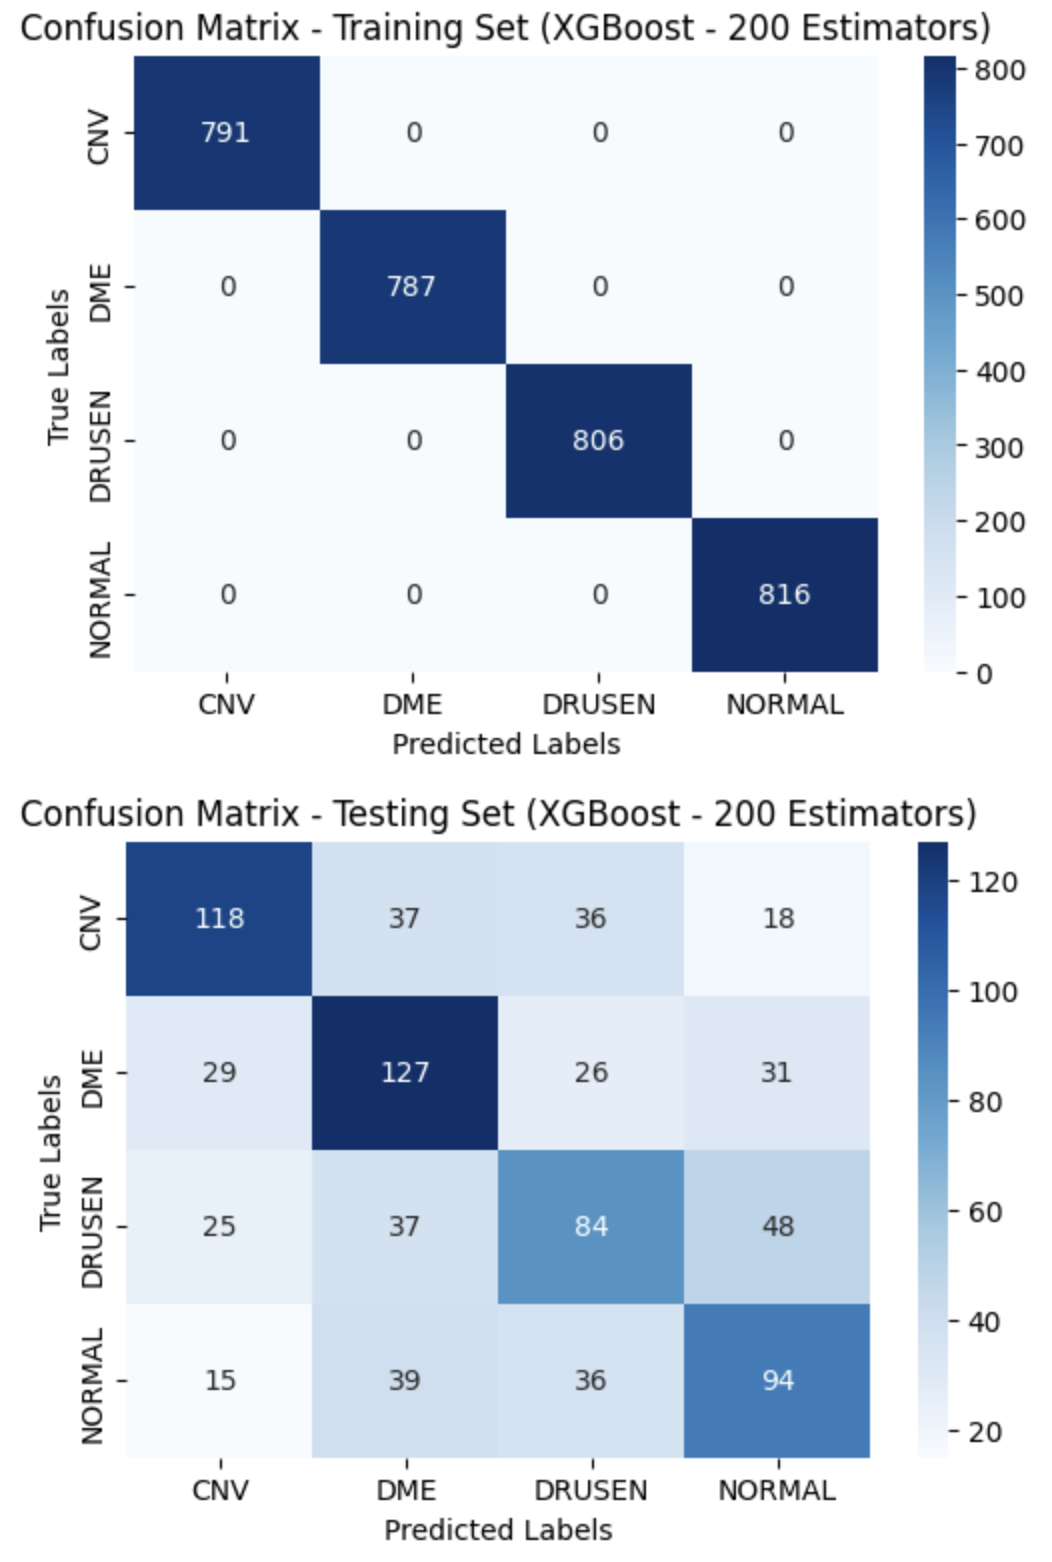 Confusion Matrix - Training Set (XGBoost - 200 Estimators)
CNV 791 0 0 0
DME 0 787 0 0
DRUSEN 0 0 806 0
NORMAL 0 0 0 816
True Labels
CNV DME DRUSEN NORMAL
Predicted Labels
800
700
600
500
400
300
200
100
0
Confusion Matrix - Testing Set (XGBoost - 200 Estimators)
CNV 118 37 36 18
DME 29 127 26 31
DRUSEN 25 37 84 48
NORMAL 15 39 36 94
True Labels
CNV DME DRUSEN NORMAL
Predicted Labels
120
100
80
60
40
20